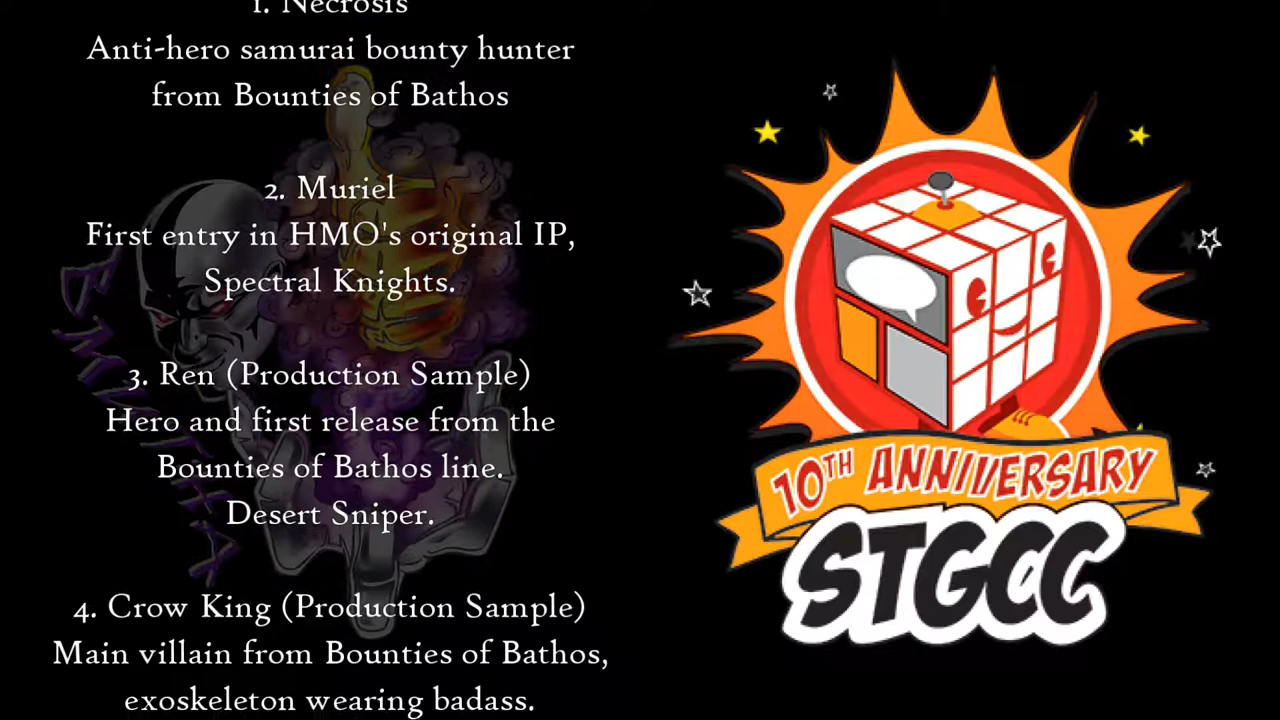 1. Necrosis
Anti-hero samurai bounty hunter
from Bounties of Bathos
2. Muriel
First entry in HMO's original IP,
Spectral Knights.
3. Ren (Production Sample)
Hero and first release from the
Bounties of Bathos line.
Desert Sniper.
4. Crow King (Production Sample)
Main villain from Bounties of Bathos,
exoskeleton wearing badass.
10TH ANNIVERSARY
STGCC